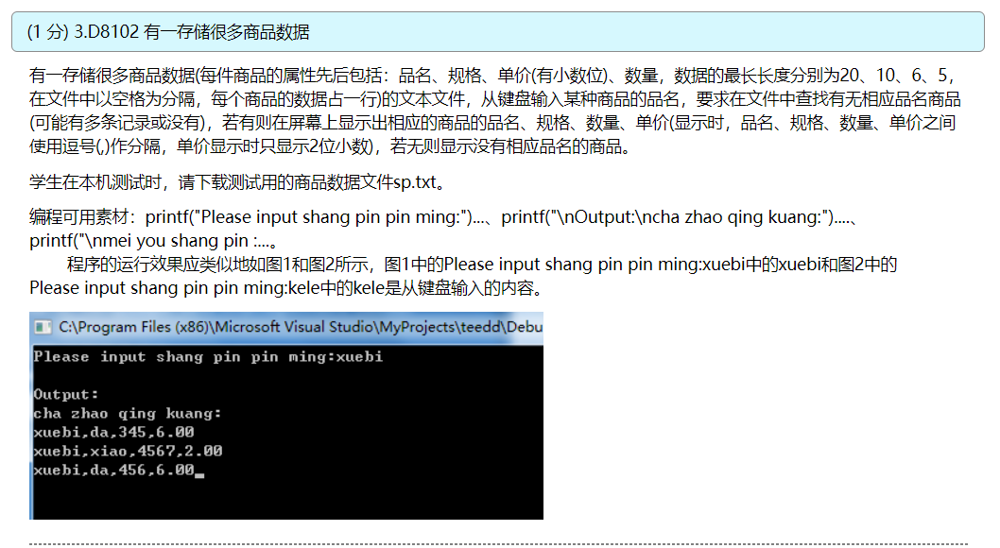 (1 分) 3.D8102 有一存储很多商品数据
有一存储很多商品数据(每件商品的属性先后包括：品名、规格、单价(有小数位)、数量，数据的最长长度分别为20、10、6、5，
在文件中以空格为分隔，每个商品的数据占一行)的文本文件，从键盘输入某种商品的品名，要求在文件中查找有无相应品名商品
(可能有多条记录或没有)，若有则在屏幕上显示出相应的商品的品名、规格、数量、单价(显示时，品名、规格、数量、单价之间
使用逗号(,)作分隔，单价显示时只显示2位小数)，若无则显示没有相应品名的商品。
学生在本机测试时，请下载测试用的商品数据文件sp.txt。
编程可用素材：printf("Please input shang pin pin ming:")...、printf("\nOutput:\ncha zhao qing kuang:")....、
printf("\nmei you shang pin :...。
程序的运行效果应类似地如图1和图2所示，图1中的Please input shang pin pin ming:xuebi中的xuebi和图2中的
Please input shang pin pin ming:kele中的kele是从键盘输入的内容。
C:\Program Files (x86)\Microsoft Visual Studio\MyProjects\teedd\Debu
Please input shang pin pin ming:xuebi
Output:
cha zhao qing kuang:
xuebi,da,345,6.00
xuebi,xiao,4567,2.00
xuebi,da,456,6.00_